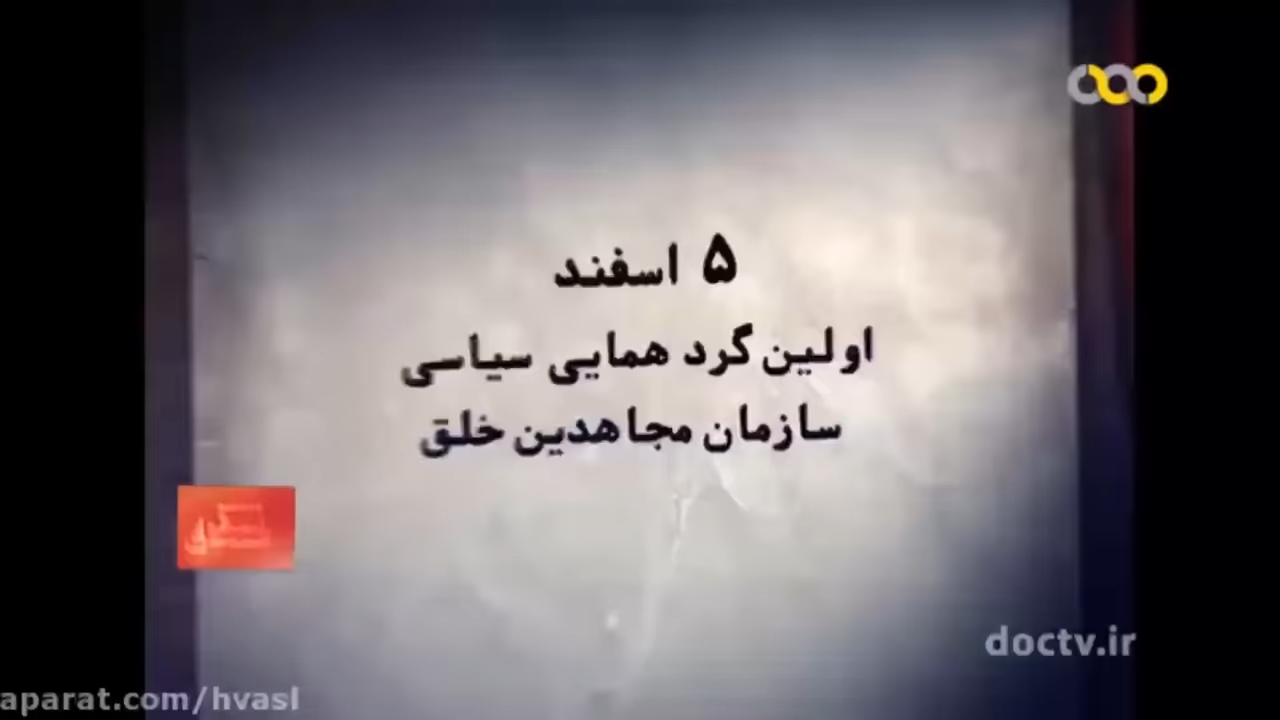 ۵ اسفند
اولین گرد همایی سیاسی
سازمان مجاهدین خلق
doctv.ir
aparat.com/hvasl